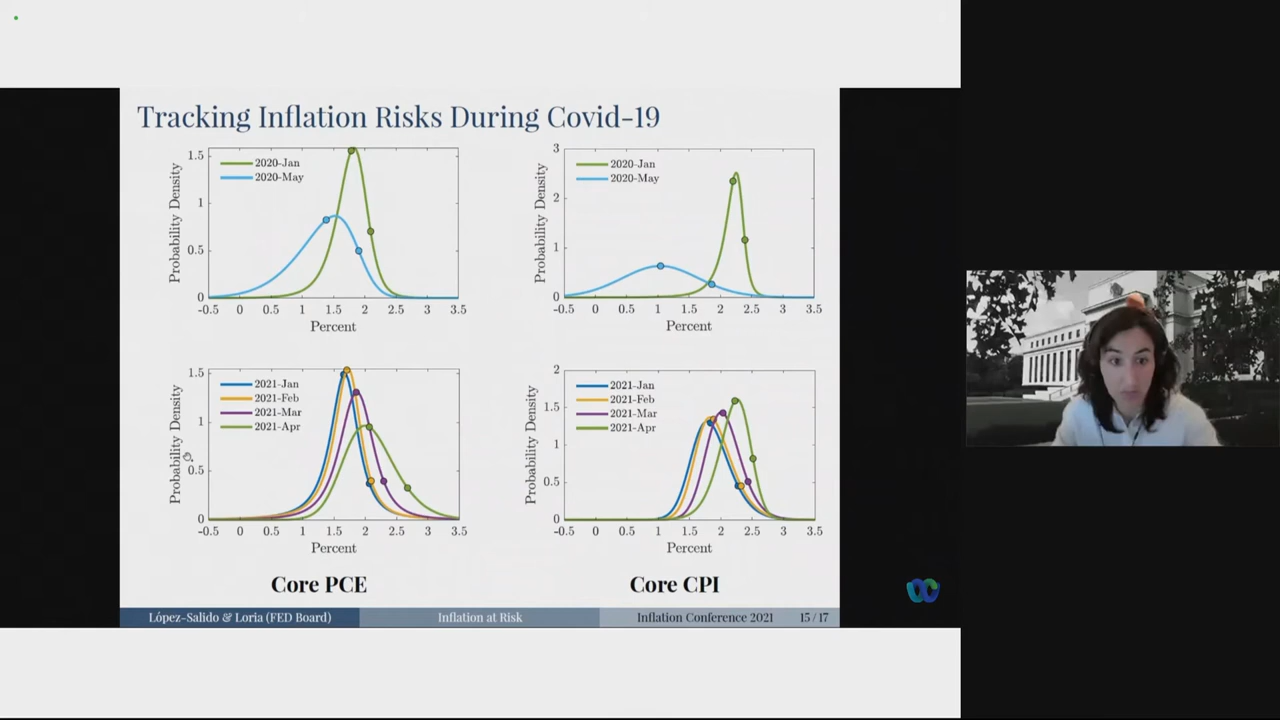 Tracking Inflation Risks During Covid-19
1.5
1
0.5
0
Probability Density
2020-Jan
2020-May
-0.5 0 0.5 1 1.5 2 2.5 3 3.5
Percent
3
2
1
0
Probability Density
2020-Jan
2020-May
-0.5 0 0.5 1 1.5 2 2.5 3 3.5
Percent
1.5
1
0.5
0
Probability Density
2021-Jan
2021-Feb
2021-Mar
2021-Apr
-0.5 0 0.5 1 1.5 2 2.5 3 3.5
Percent
2
1.5
1
0.5
0
Probability Density
2021-Jan
2021-Feb
2021-Mar
2021-Apr
-0.5 0 0.5 1 1.5 2 2.5 3 3.5
Percent
Core PCE
Core CPI
López-Salido & Loria (FED Board) Inflation at Risk Inflation Conference 2021 15 / 17